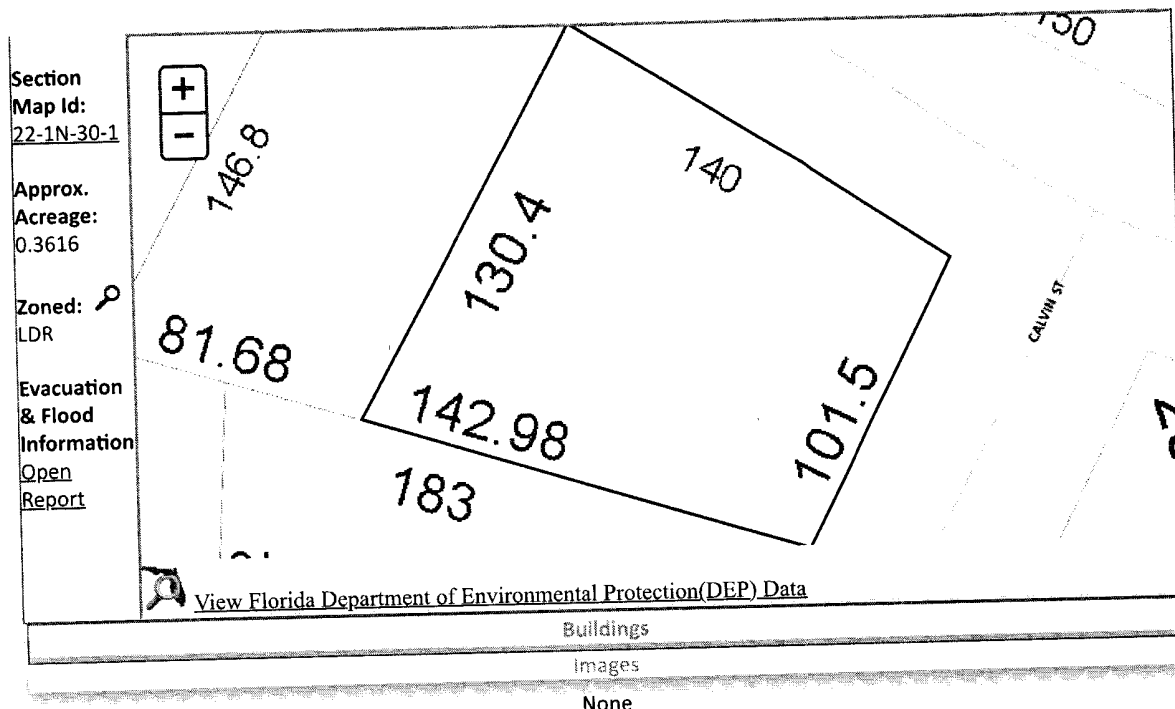 Section
Map Id:
22-1N-30-1
Approx.
Acreage:
0.3616
Zoned:
LDR
Evacuation
& Flood
Information
Open
Report
+
−
146.8
81.68
130.4
140
142.98
183
101.5
CALVIN ST
View Florida Department of Environmental Protection(DEP) Data
Buildings
Images
None